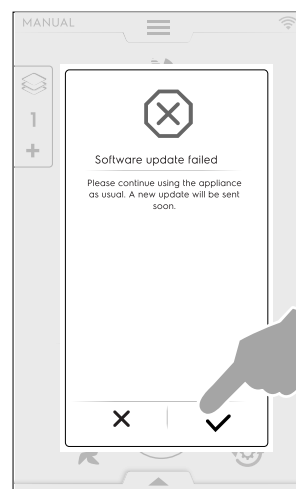 MANUAL
1
Software update failed
Please continue using the appliance
as usual. A new update will be sent
soon.